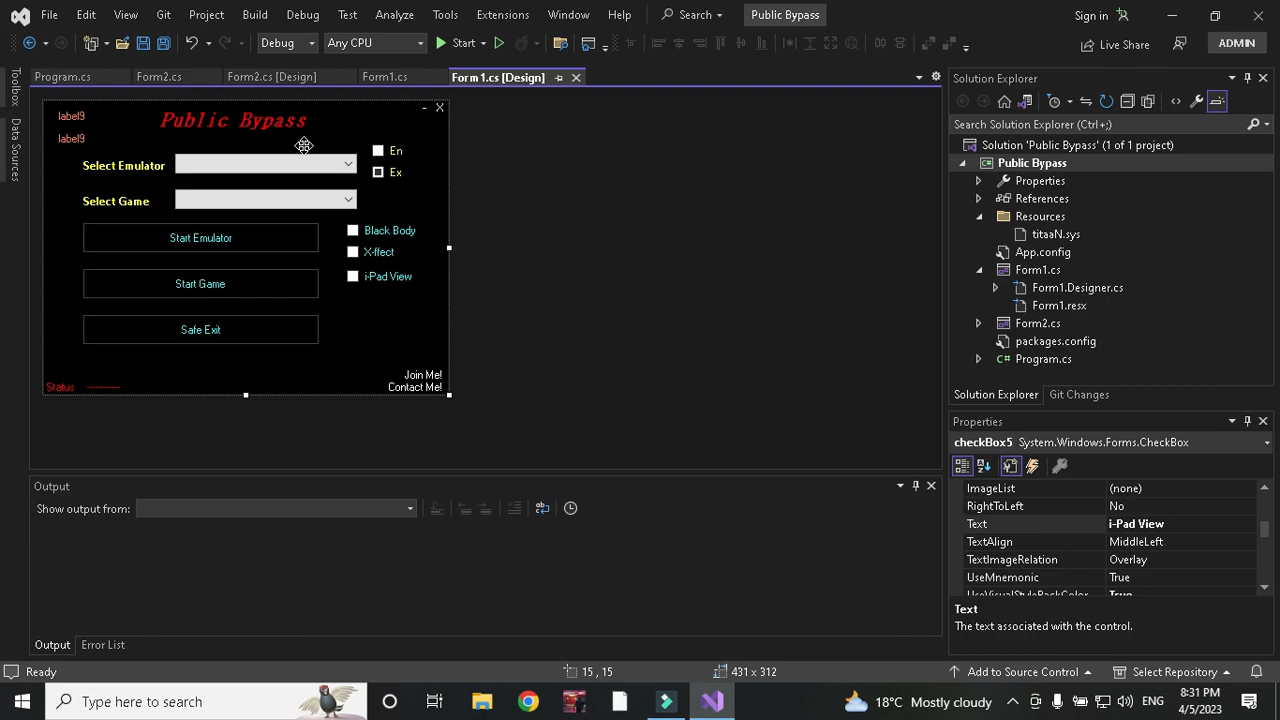 File Edit View Git Project Build Debug Test Analyze Tools Extensions Window Help Search Public Bypass Sign in
Debug Any CPU Start Live Share ADMIN
Program.cs Form2.cs Form2.cs [Design] Form1.cs Form1.cs [Design]
Toolbox
Data Sources
label9 Public Bypass - X
label9
En
Select Emulator
Ex
Select Game
Black Body
Start Emulator
X-ffect
i-Pad View
Start Game
Safe Exit
Join Me!
Status ----------- Contact Me!
Output
Show output from:
Output Error List
Solution Explorer
Search Solution Explorer (Ctrl+;)
Solution 'Public Bypass' (1 of 1 project)
Public Bypass
Properties
References
Resources
titaaN.sys
App.config
Form1.cs
Form1.Designer.cs
Form1.resx
Form2.cs
packages.config
Program.cs
Solution Explorer Git Changes
Properties
checkBox5 System.Windows.Forms.CheckBox
ImageList (none)
RightToLeft No
Text i-Pad View
TextAlign MiddleLeft
TextImageRelation Overlay
UseMnemonic True
UseVisualStyleBackColor True
Text
The text associated with the control.
Ready 15 , 15 431 x 312 Add to Source Control Select Repository
Type here to search 18°C Mostly cloudy ENG 8:31 PM
4/5/2023